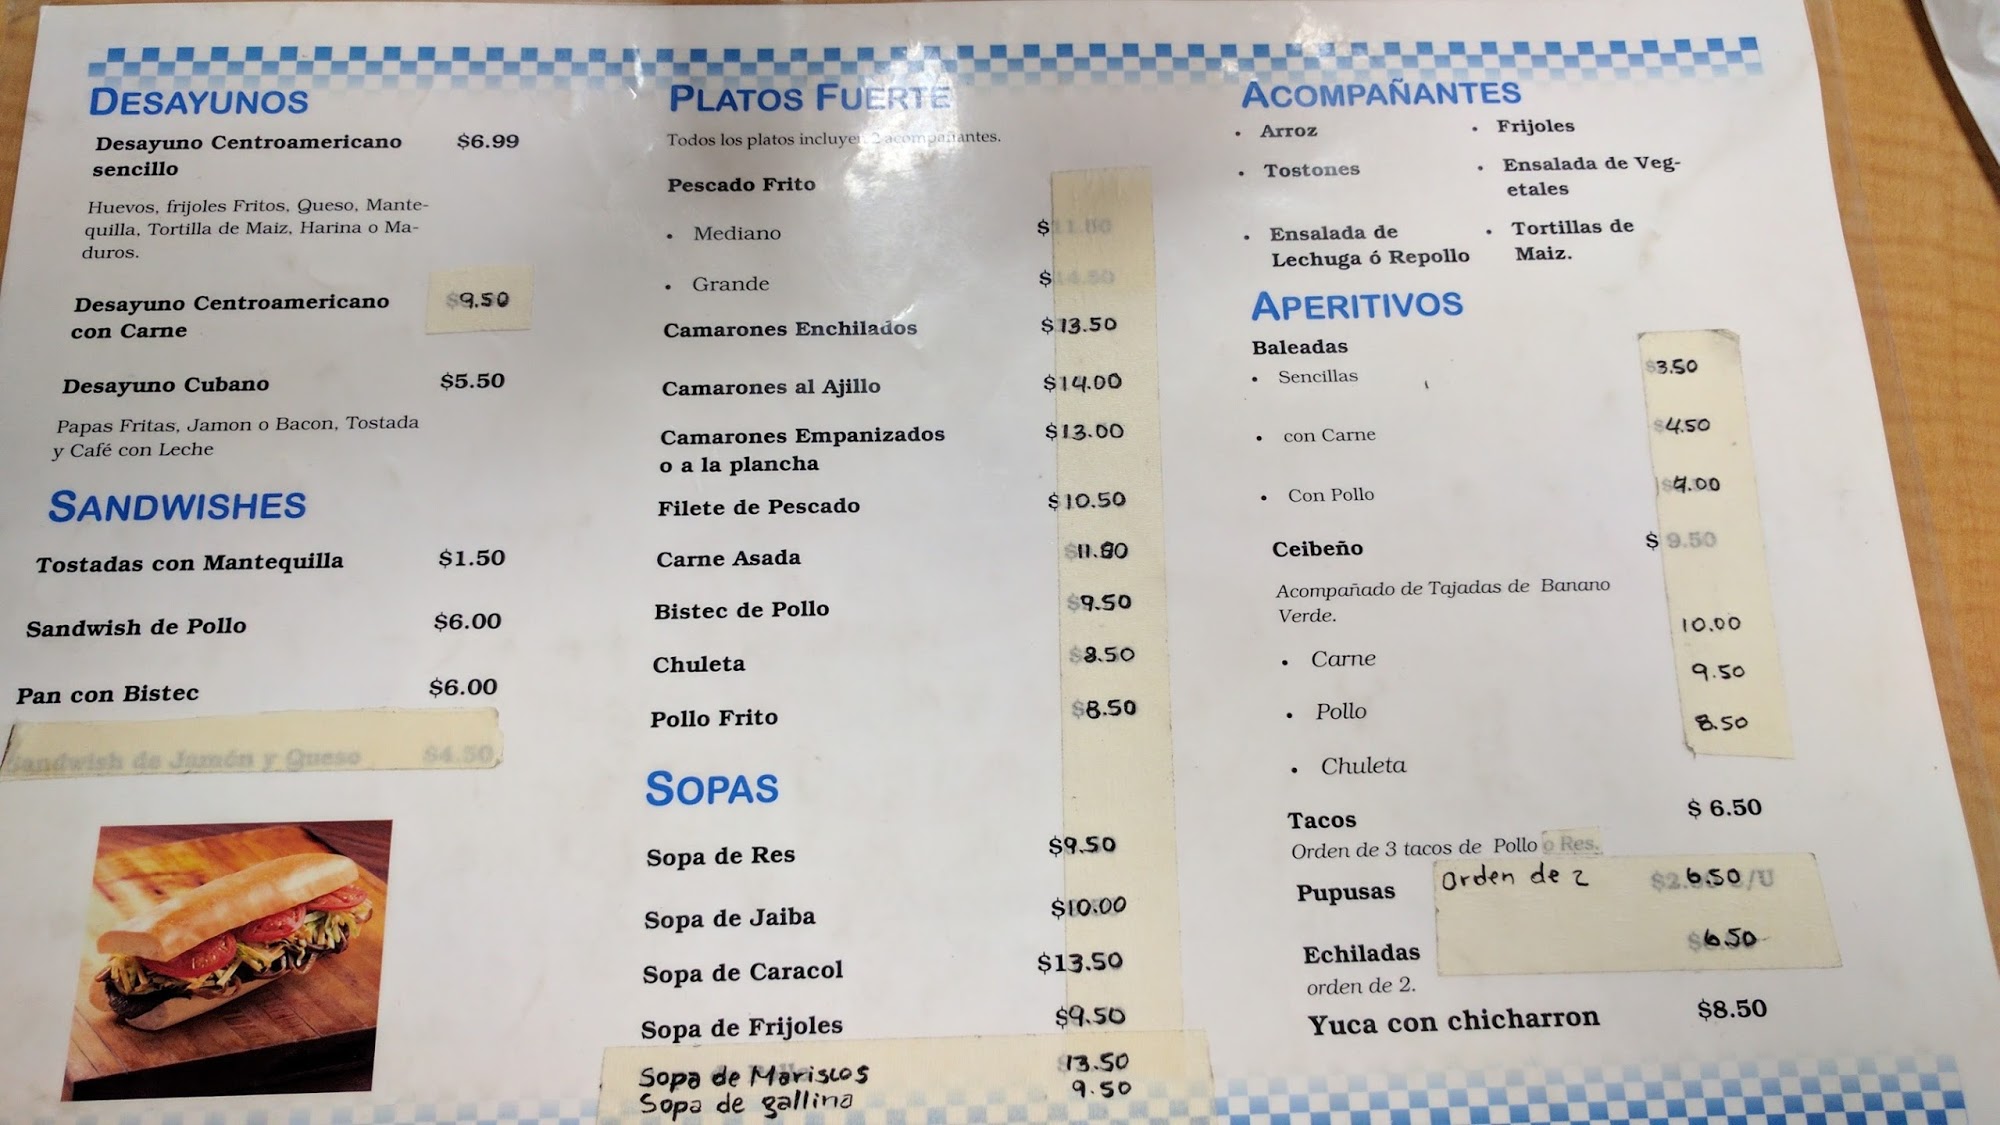 DESAYUNOS
Desayuno Centroamericano $6.99
sencillo
Huevos, frijoles Fritos, Queso, Mante-
quilla, Tortilla de Maiz, Harina o Ma-
duros.
Desayuno Centroamericano $9.50
con Carne
Desayuno Cubano $5.50
Papas Fritas, Jamon o Bacon, Tostada
y Café con Leche
SANDWISHES
Tostadas con Mantequilla $1.50
Sandwish de Pollo $6.00
Pan con Bistec $6.00
Sandwish de Jamón y Queso $4.50
PLATOS FUERTE
Todos los platos incluyen 2 acompañantes.
Pescado Frito
• Mediano $
• Grande $
Camarones Enchilados $13.50
Camarones al Ajillo $14.00
Camarones Empanizados $13.00
o a la plancha
Filete de Pescado $10.50
Carne Asada
Bistec de Pollo $9.50
Chuleta $8.50
Pollo Frito $8.50
SOPAS
Sopa de Res $9.50
Sopa de Jaiba $10.00
Sopa de Caracol $13.50
Sopa de Frijoles $9.50
Sopa de Mariscos 13.50
Sopa de gallina 9.50
ACOMPAÑANTES
• Arroz
• Tostones
• Ensalada de
Lechuga ó Repollo
• Frijoles
• Ensalada de Veg-
etales
• Tortillas de
Maiz.
APERITIVOS
Baleadas
• Sencillas $3.50
• con Carne $4.50
• Con Pollo
Ceibeño $9.50
Acompañado de Tajadas de Banano
Verde.
10.00
• Carne
9.50
• Pollo
8.50
• Chuleta
Tacos $ 6.50
Orden de 3 tacos de Pollo o Res.
Pupusas Orden de 2 6.50
Echiladas $6.50
orden de 2.
Yuca con chicharron $8.50